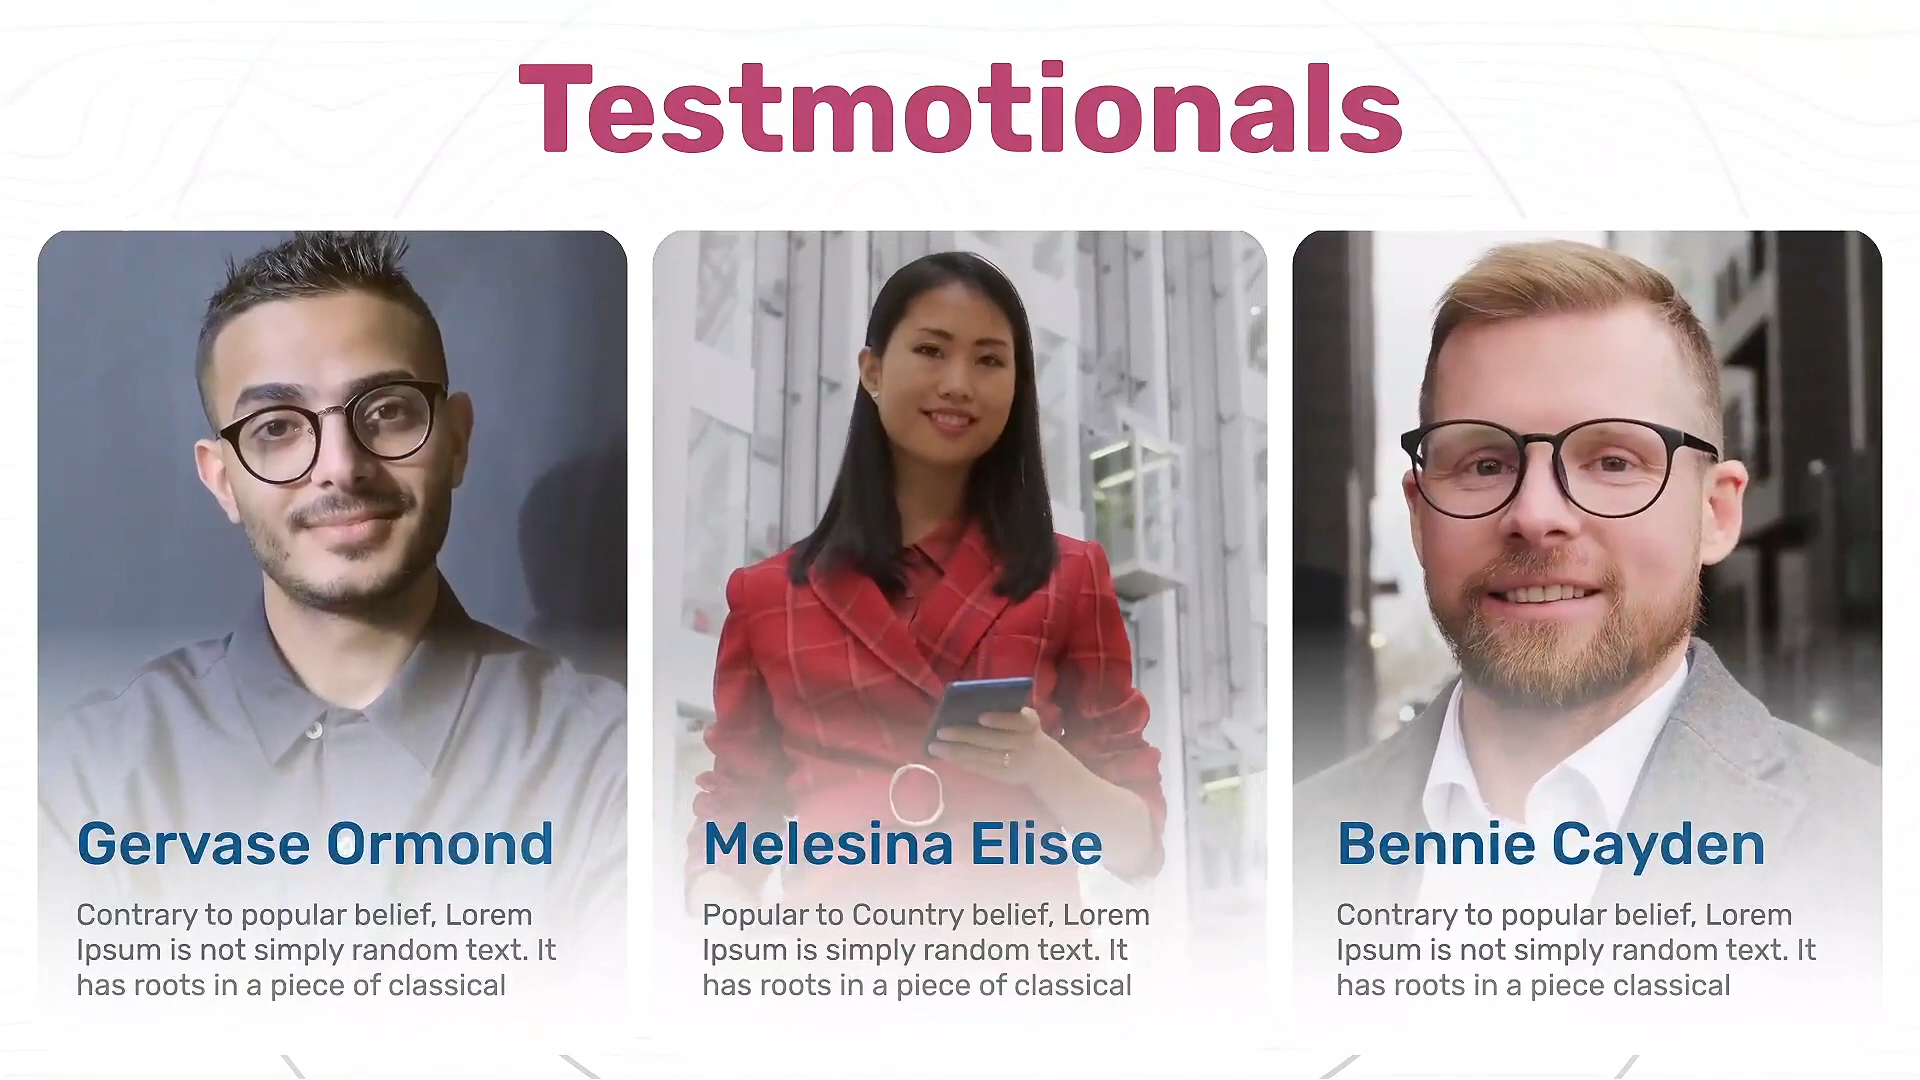 Testmotionals
Gervase Ormond
Contrary to popular belief, Lorem
Ipsum is not simply random text. It
has roots in a piece of classical
Melesina Elise
Popular to Country belief, Lorem
Ipsum is simply random text. It
has roots in a piece of classical
Bennie Cayden
Contrary to popular belief, Lorem
Ipsum is not simply random text. It
has roots in a piece classical